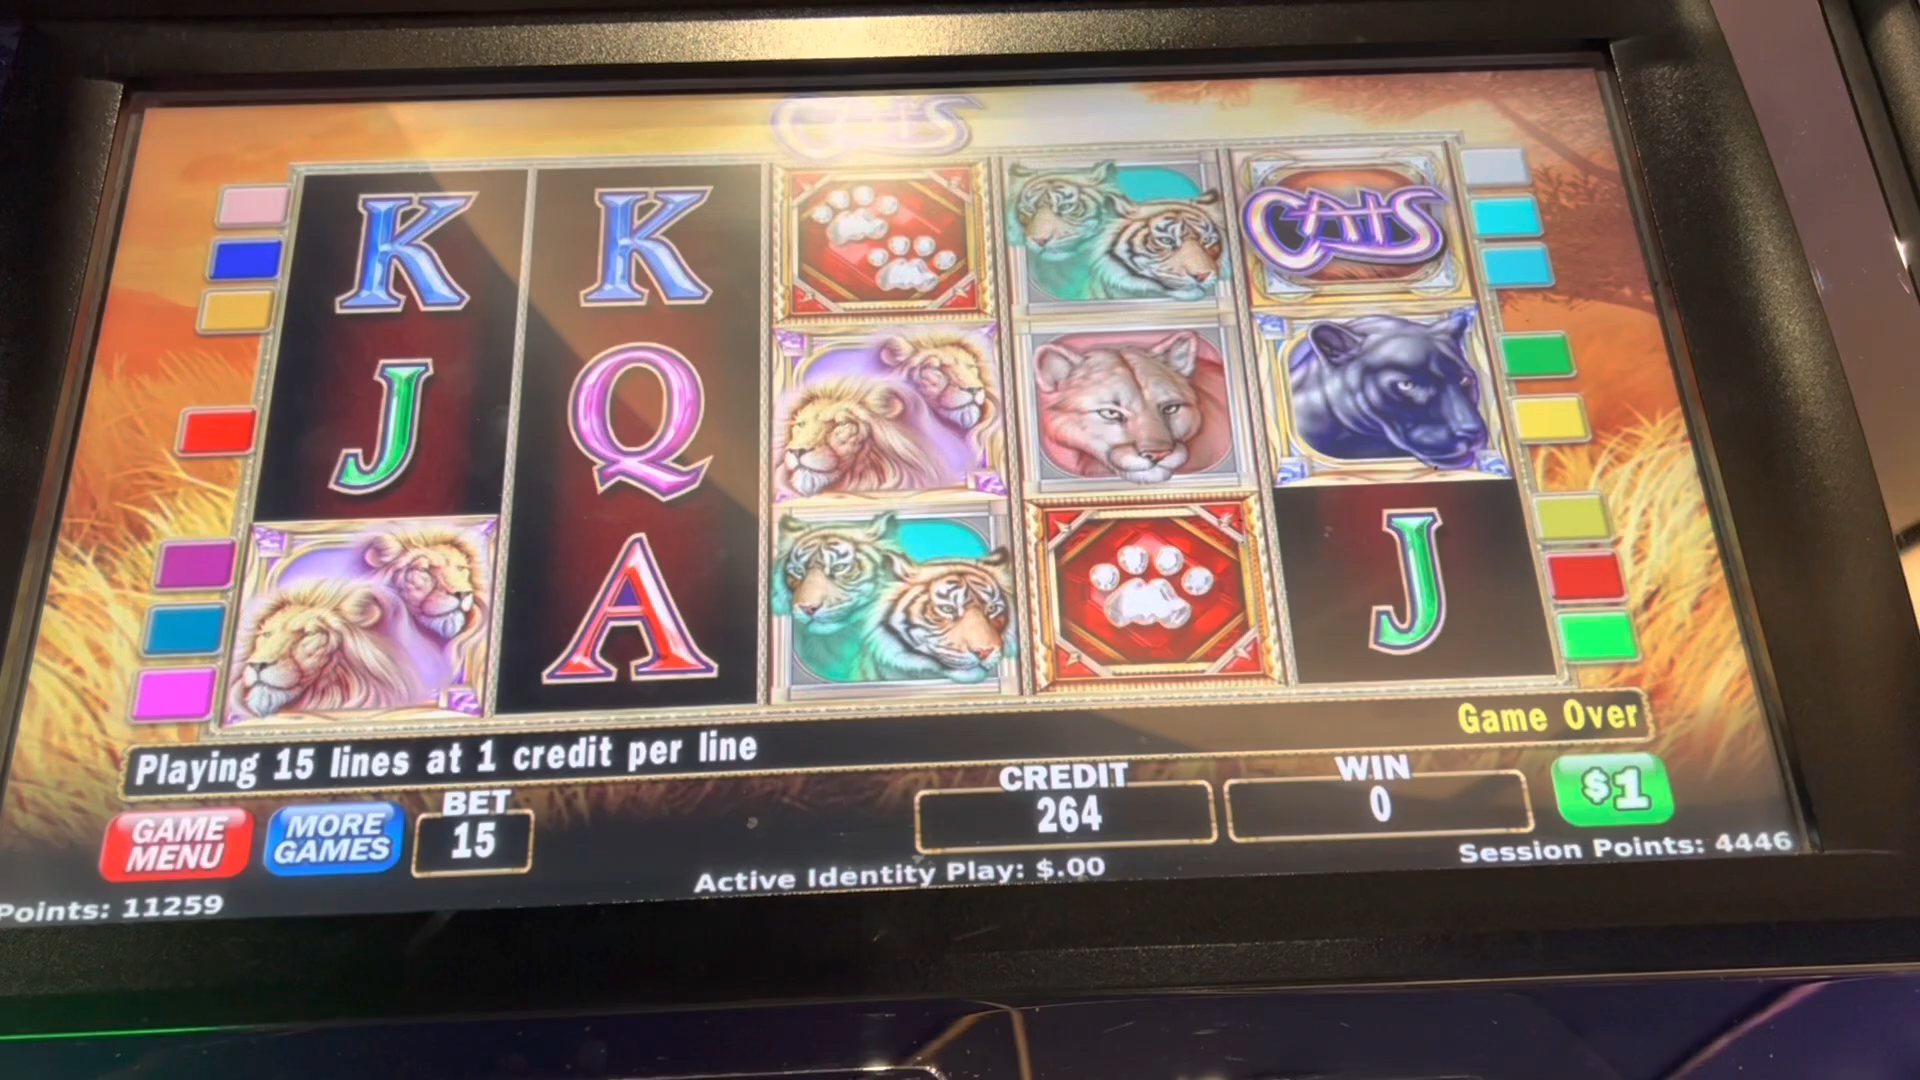 CATS
K K CATS
J Q
A J
Game Over
Playing 15 lines at 1 credit per line
GAME MENU
MORE GAMES
BET
15
CREDIT
264
WIN
0
$1
Active Identity Play: $.00
Session Points: 4446
Points: 11259